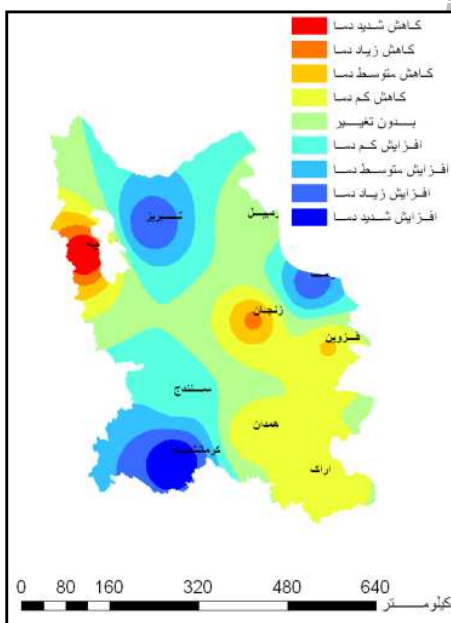 کاهش شدید دما
کاهش زیاد دما
کاهش متوسط دما
کاهش کم دما
بدون تغییر
افزایش کم دما
افزایش متوسط دما
افزایش زیاد دما
افزایش شدید دما
تبریز
زنجان
قزوین
سنندج
همدان
اراک
0 80 160 320 480 640
کیلومتر